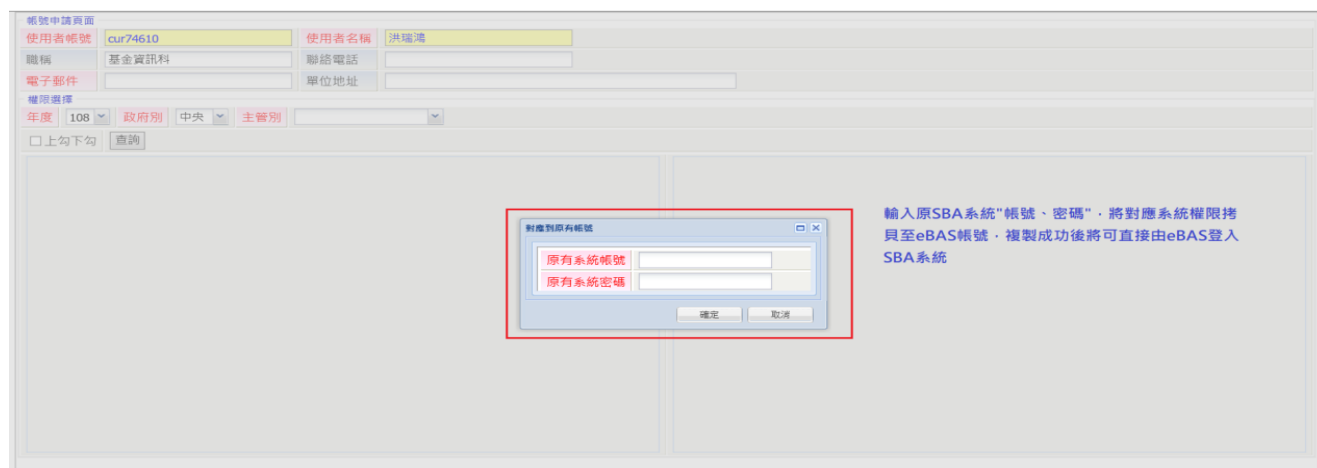 帳號申請頁面
使用者帳號 cur74610 使用者名稱 洪瑞鴻
職稱 基金資訊科 聯絡電話
電子郵件 單位地址
權限選擇
年度 108 政府別 中央 主管別
上勾下勾 查詢
對應到原有帳號
原有系統帳號
原有系統密碼
確定 取消
輸入原SBA系統"帳號、密碼"，將對應系統權限拷
貝至eBAS帳號，複製成功後將可直接由eBAS登入
SBA系統